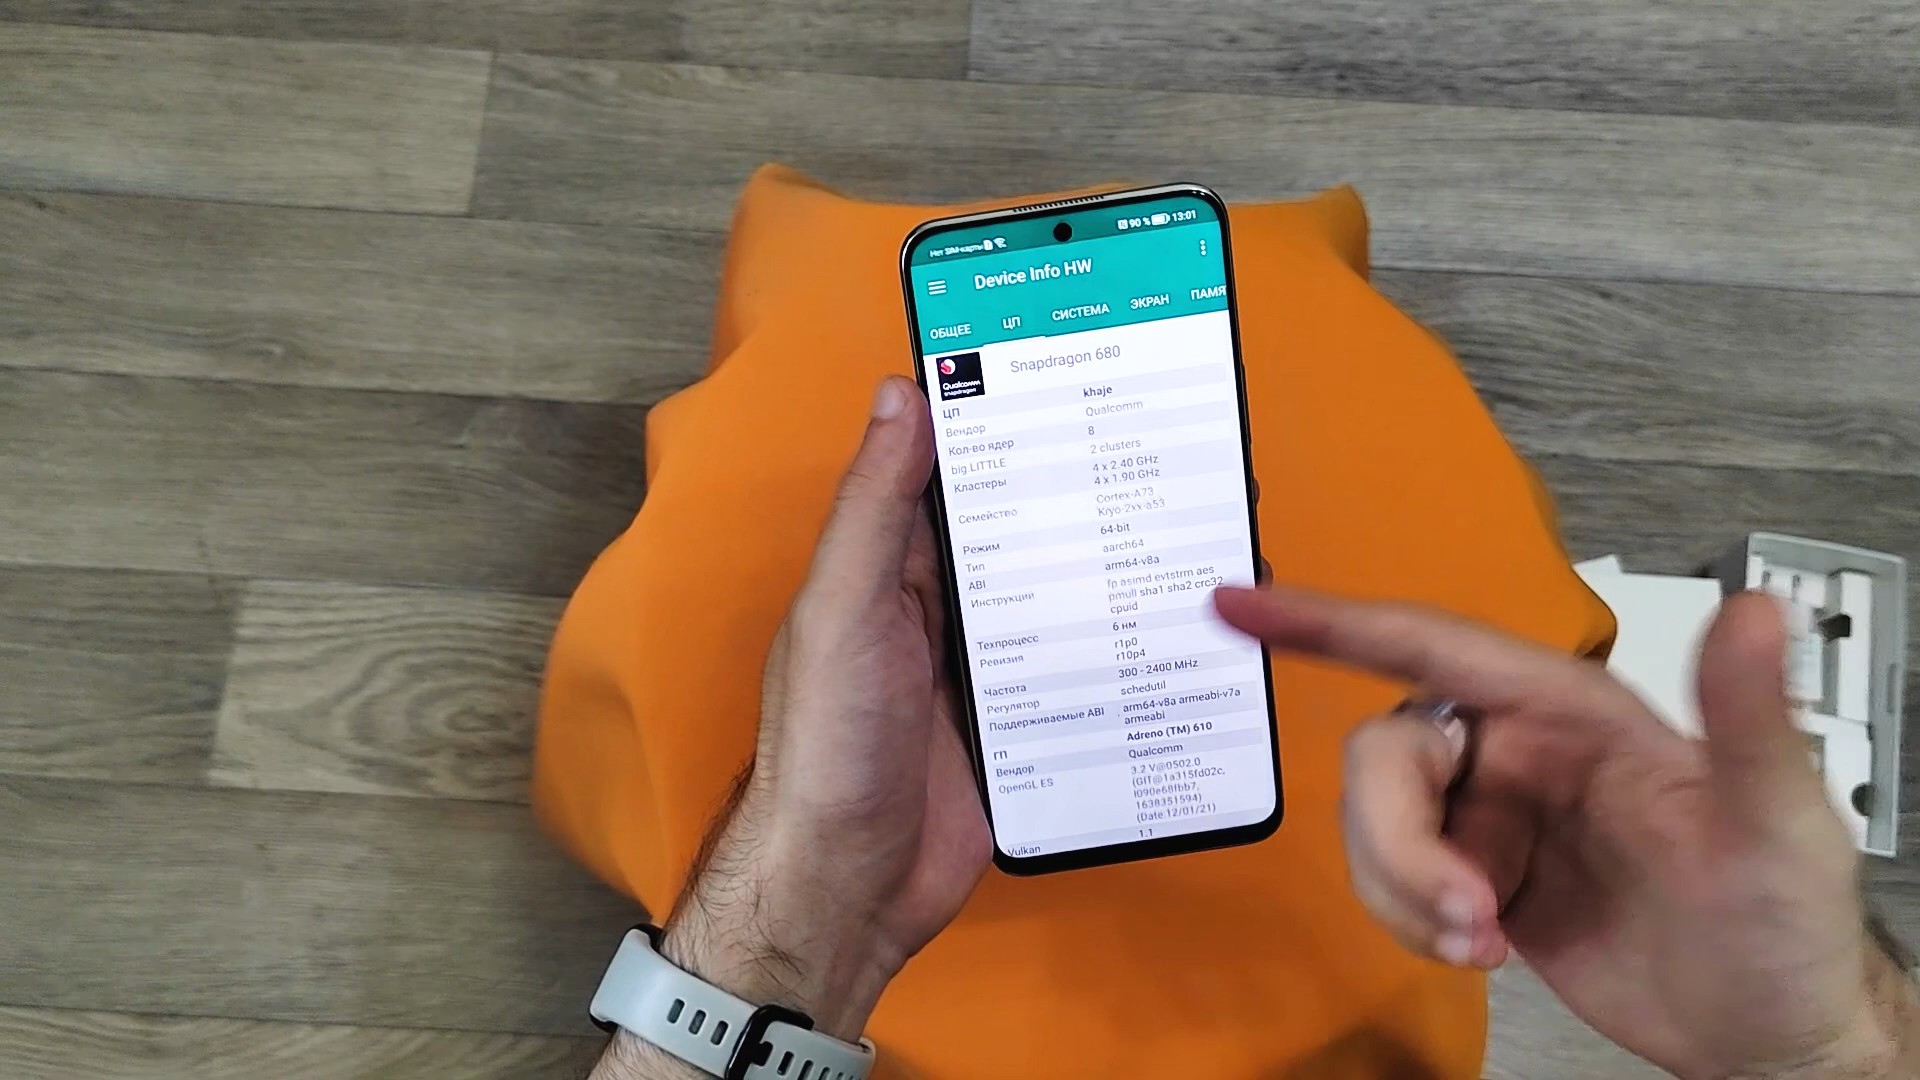 Нет SIM-карты
90 % 13:01
Device Info HW
ОБЩЕЕ ЦП СИСТЕМА ЭКРАН ПАМЯ
Qualcomm
snapdragon
Snapdragon 680
ЦП khaje
Вендор Qualcomm
Кол-во ядер 8
big.LITTLE 2 clusters
Кластеры 4 x 2.40 GHz
4 x 1.90 GHz
Семейство Cortex-A73
Kryo-2xx-a53
Режим 64-bit
Тип aarch64
ABI arm64-v8a
Инструкции fp asimd evtstrm aes
pmull sha1 sha2 crc32
cpuid
Техпроцесс 6 нм
Ревизия r1p0
r10p4
Частота 300 - 2400 MHz
Регулятор schedutil
Поддерживаемые ABI arm64-v8a armeabi-v7a
armeabi
ГП Adreno (TM) 610
Вендор Qualcomm
OpenGL ES 3.2 V@0502.0
(GIT@1a315fd02c,
I090e68fbb7,
1638351594)
(Date:12/01/21)
Vulkan 1.1